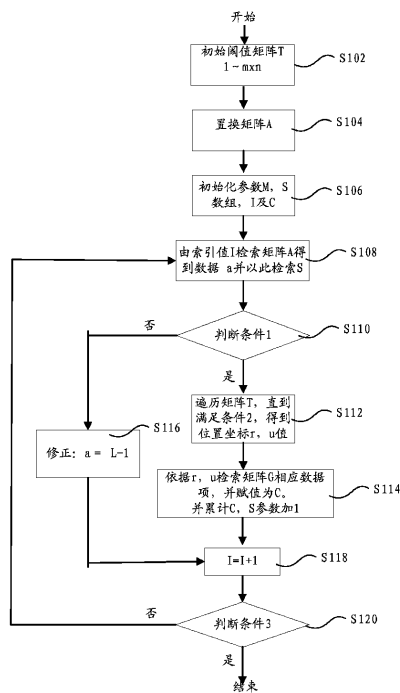 开始
初始阈值矩阵T
1~mxn
S102
置换矩阵A
S104
初始化参数M, S
数组, I及C
S106
由索引值I检索矩阵A得
到数据 a并以此检索S
S108
否
判断条件1
S110
是
遍历矩阵T, 直到
满足条件2, 得到
位置坐标r, u值
S112
S116
修正: a = L-1
依据r, u检索矩阵G相应数据
项, 并赋值为C。
并累计C, S参数加1
S114
I=I+1
S118
否
判断条件3
S120
是
结束